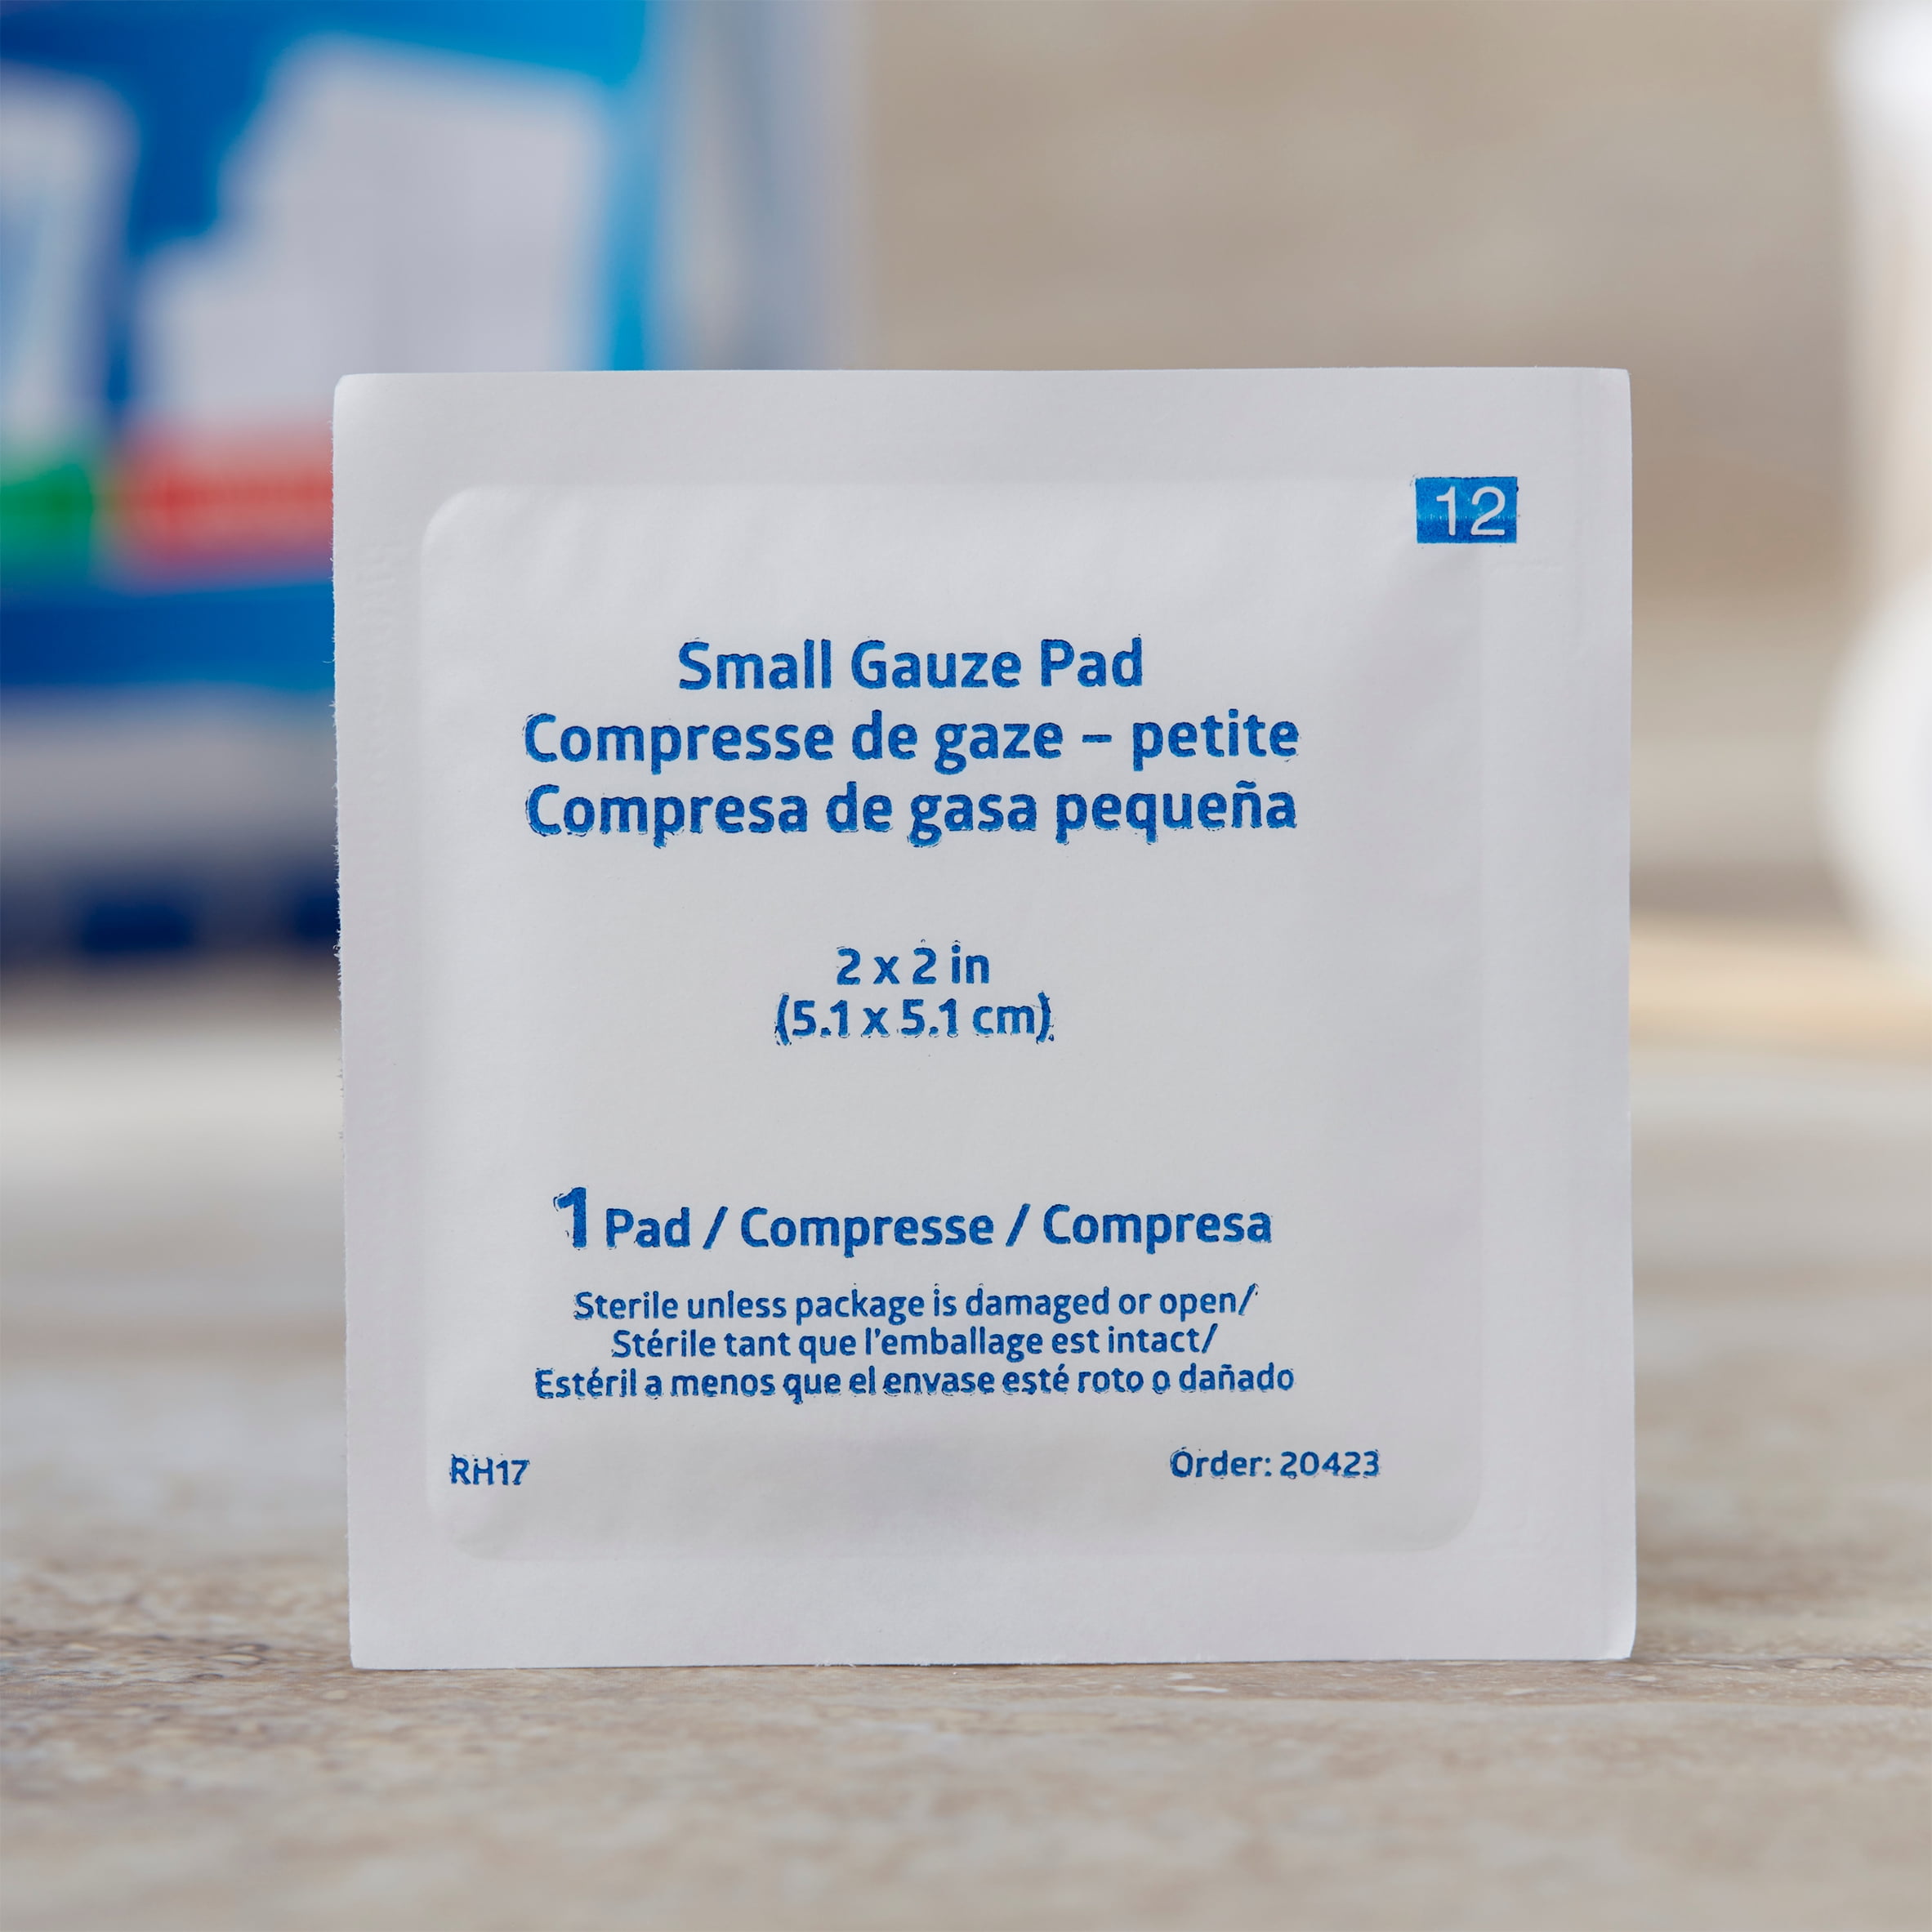 12
Small Gauze Pad
Compresse de gaze – petite
Compresa de gasa pequeña
2 x 2 in
(5.1 x 5.1 cm)
1 Pad / Compresse / Compresa
Sterile unless package is damaged or open/
Stérile tant que l'emballage est intact/
Estéril a menos que el envase esté roto o dañado
RH17 Order: 20423